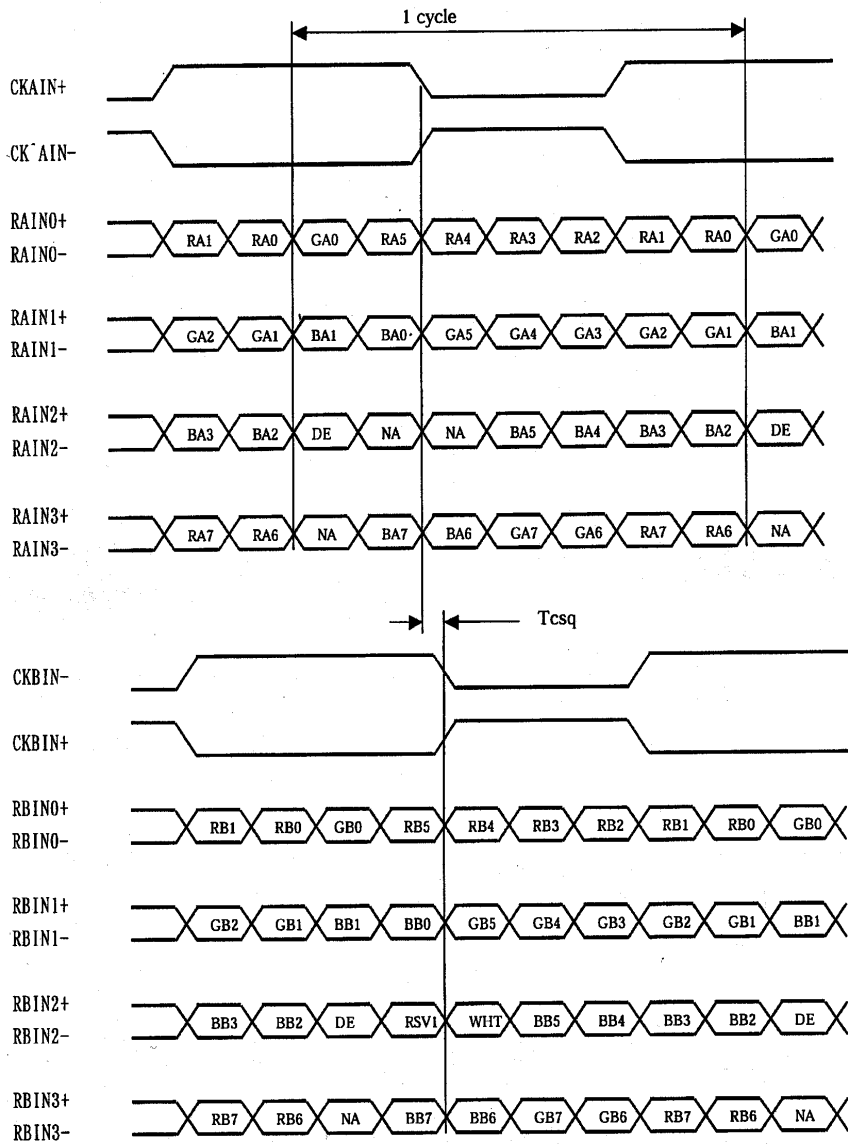 1 cycle
CKAIN+
CK-AIN-
RAIN0+
RA1 RA0 GA0 RA5 RA4 RA3 RA2 RA1 RA0 GA0
RAIN0-
RAIN1+
GA2 GA1 BA1 BA0 GA5 GA4 GA3 GA2 GA1 BA1
RAIN1-
RAIN2+
BA3 BA2 DE NA NA BA5 BA4 BA3 BA2 DE
RAIN2-
RAIN3+
RA7 RA6 NA BA7 BA6 GA7 GA6 RA7 RA6 NA
RAIN3-
Tcsq
CKBIN-
CKBIN+
RBIN0+
RB1 RB0 GB0 RB5 RB4 RB3 RB2 RB1 RB0 GB0
RBIN0-
RBIN1+
GB2 GB1 BB1 BB0 GB5 GB4 GB3 GB2 GB1 BB1
RBIN1-
RBIN2+
BB3 BB2 DE RSV1 WHT BB5 BB4 BB3 BB2 DE
RBIN2-
RBIN3+
RB7 RB6 NA BB7 BB6 GB7 GB6 RB7 RB6 NA
RBIN3-